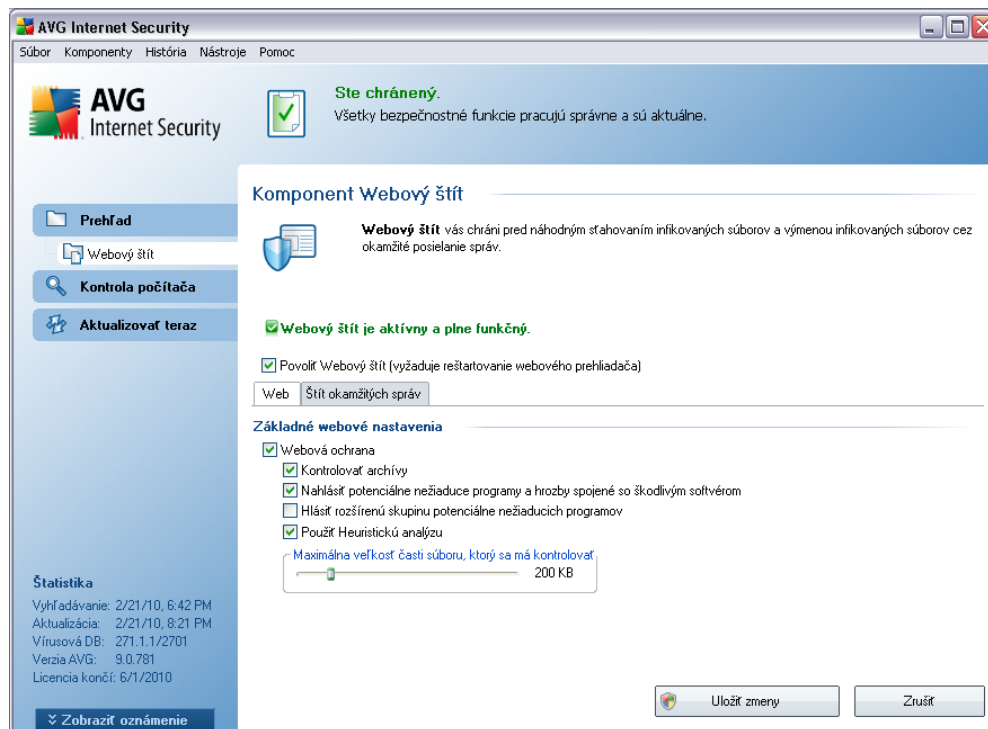 AVG Internet Security
Súbor Komponenty História Nástroje Pomoc
AVG
Internet Security
Ste chránený.
Všetky bezpečnostné funkcie pracujú správne a sú aktuálne.
Prehľad
Webový štít
Kontrola počítača
Aktualizovať teraz
Komponent Webový štít
Webový štít vás chráni pred náhodným sťahovaním infikovaných súborov a výmenou infikovaných súborov cez
okamžité posielanie správ.
Webový štít je aktívny a plne funkčný.
Povoliť Webový štít (vyžaduje reštartovanie webového prehliadača)
Web Štít okamžitých správ
Základné webové nastavenia
Webová ochrana
Kontrolovať archívy
Nahlásiť potenciálne nežiaduce programy a hrozby spojené so škodlivým softvérom
Hlásiť rozšírenú skupinu potenciálne nežiaducich programov
Použiť Heuristickú analýzu
Maximálna veľkosť časti súboru, ktorý sa má kontrolovať
200 KB
Štatistika
Vyhľadávanie: 2/21/10, 6:42 PM
Aktualizácia: 2/21/10, 8:21 PM
Vírusová DB: 271.1.1/2701
Verzia AVG: 9.0.781
Licencia končí: 6/1/2010
Zobraziť oznámenie
Uložiť zmeny
Zrušiť